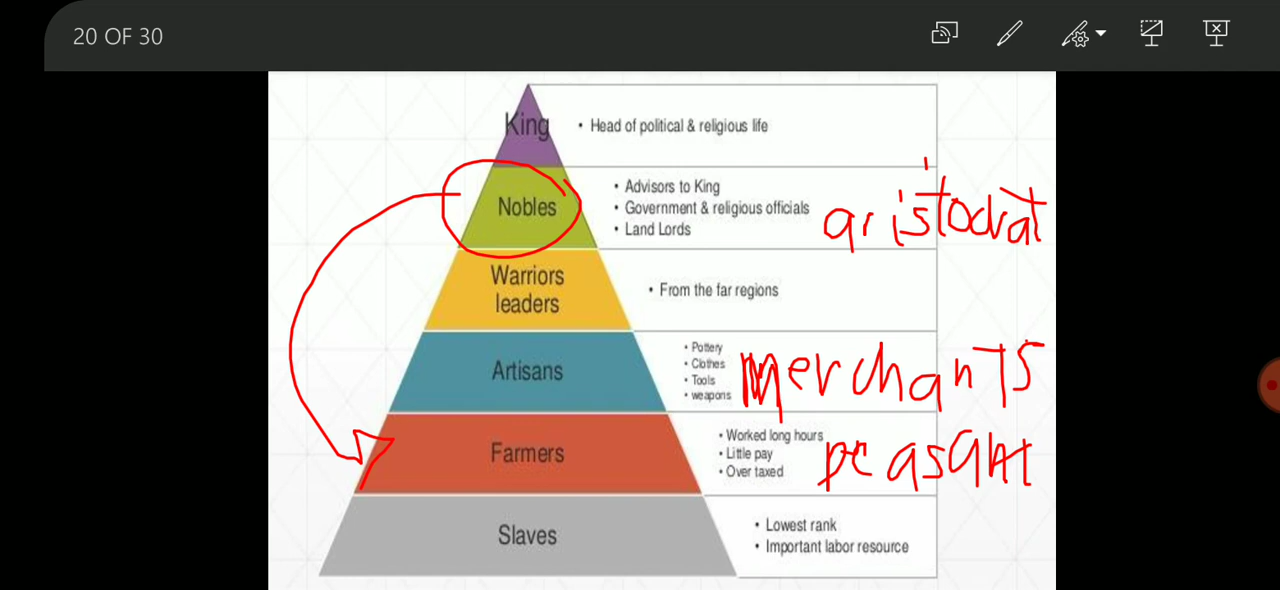 20 OF 30
King
• Head of political & religious life
Nobles
• Advisors to King
• Government & religious officials
• Land Lords
aristocrat
Warriors
leaders
• From the far regions
Artisans
• Pottery
• Clothes
• Tools
• weapons
merchants
Farmers
• Worked long hours
• Little pay
• Over taxed
peasant
Slaves
• Lowest rank
• Important labor resource